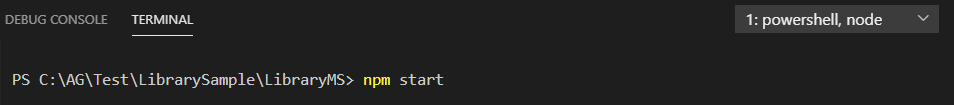 DEBUG CONSOLE TERMINAL 1: powershell, node
PS C:\AG\Test\LibrarySample\LibraryMS> npm start